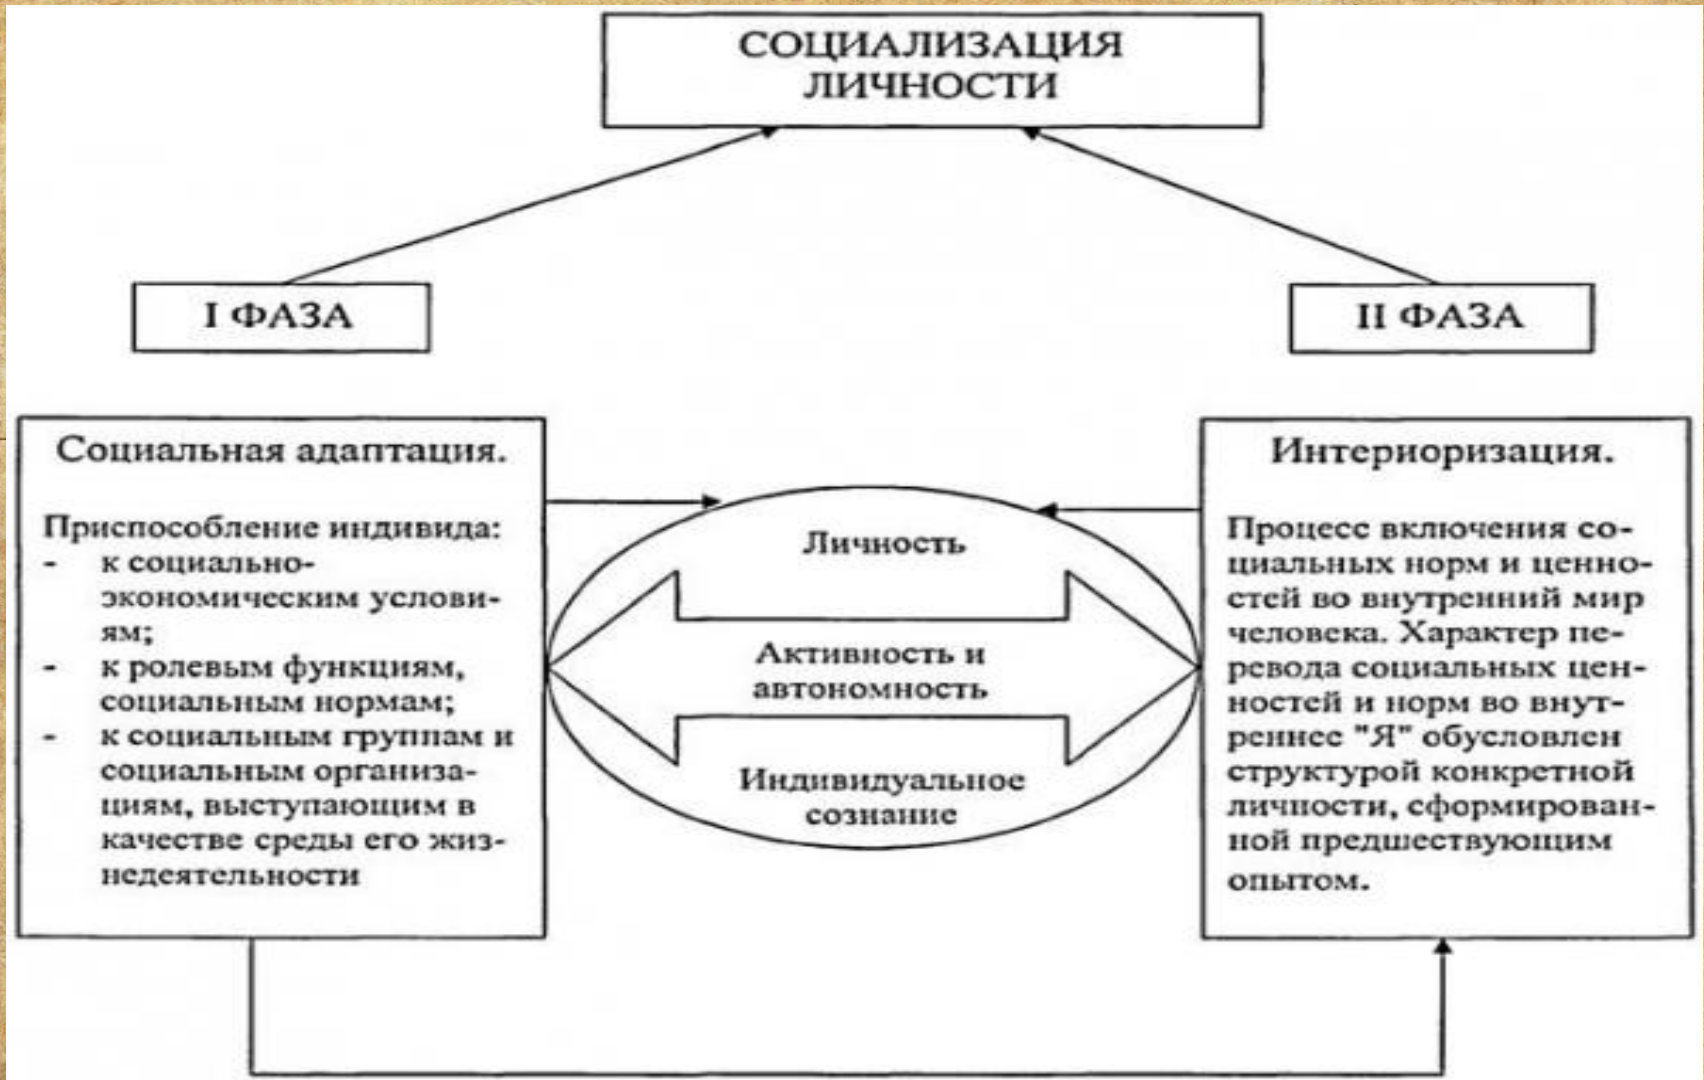 СОЦИАЛИЗАЦИЯ
ЛИЧНОСТИ
I ФАЗА
II ФАЗА
Социальная адаптация.
Приспособление индивида:
- к социально-
экономическим услови-
ям;
- к ролевым функциям,
социальным нормам;
- к социальным группам и
социальным организа-
циям, выступающим в
качестве среды его жиз-
недеятельности
Личность
Активность и
автономность
Индивидуальное
сознание
Интериоризация.
Процесс включения со-
циальных норм и ценно-
стей во внутренний мир
человека. Характер пе-
ревода социальных цен-
ностей и норм во внут-
реннее "Я" обусловлен
структурой конкретной
личности, сформирован-
ной предшествующим
опытом.